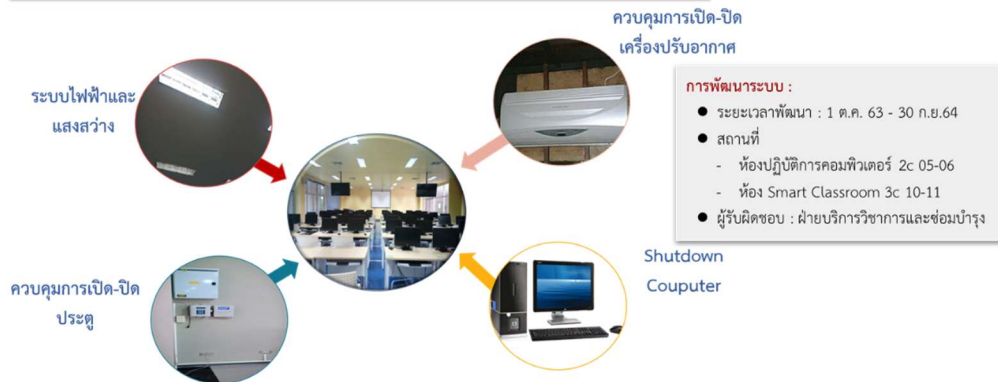 ควบคุมการเปิด-ปิด
เครื่องปรับอากาศ
ระบบไฟฟ้าและ
แสงสว่าง
การพัฒนาระบบ :
● ระยะเวลาพัฒนา : 1 ต.ค. 63 - 30 ก.ย.64
● สถานที่
- ห้องปฏิบัติการคอมพิวเตอร์ 2c 05-06
- ห้อง Smart Classroom 3c 10-11
● ผู้รับผิดชอบ : ฝ่ายบริการวิชาการและซ่อมบำรุง
ควบคุมการเปิด-ปิด
ประตู
Shutdown
Couputer